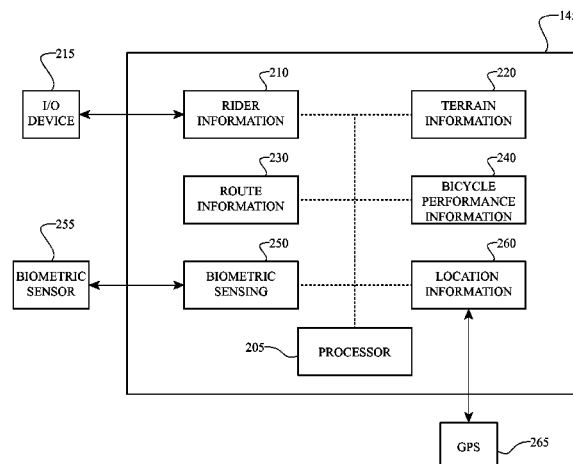 215
210
220
I/O
DEVICE
RIDER
INFORMATION
TERRAIN
INFORMATION
230
240
ROUTE
INFORMATION
BICYCLE
PERFORMANCE
INFORMATION
255
250
260
BIOMETRIC
SENSOR
BIOMETRIC
SENSING
LOCATION
INFORMATION
205
PROCESSOR
GPS
265